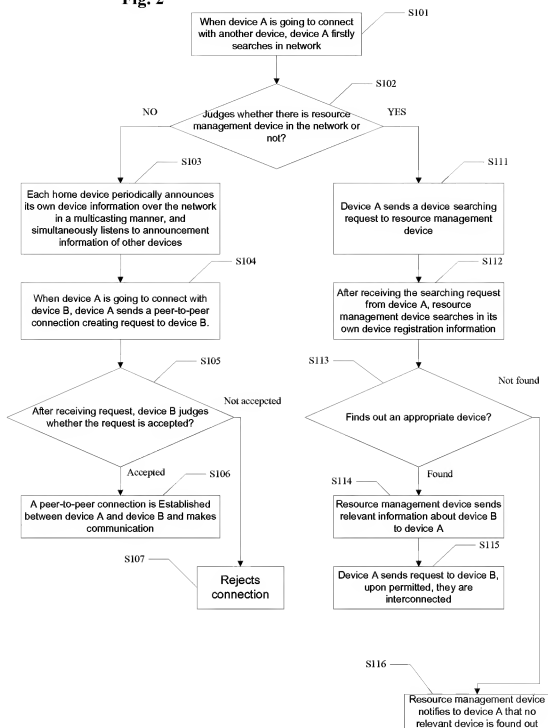 Fig. 2
When device A is going to connect
with another device, device A firstly
searches in network
S101
S102
Judges whether there is resource
management device in the network or
not?
NO
YES
S103
Each home device periodically announces
its own device information over the network
in a multicasting manner, and
simultaneously listens to announcement
information of other devices
S104
When device A is going to connect with
device B, device A sends a peer-to-peer
connection creating request to device B.
S105
After receiving request, device B judges
whether the request is accepted?
Not accepcted
Accepted
S106
A peer-to-peer connection is Established
between device A and device B and makes
communication
S107
Rejects
connection
S111
Device A sends a device searching
request to resource management
device
S112
After receiving the searching request
from device A, resource
management device searches in its
own device registration information
S113
Not found
Finds out an appropriate device?
Found
S114
Resource management device sends
relevant information about device B
to device A
S115
Device A sends request to device B,
upon permitted, they are
interconnected
S116
Resource management device
notifies to device A that no
relevant device is found out